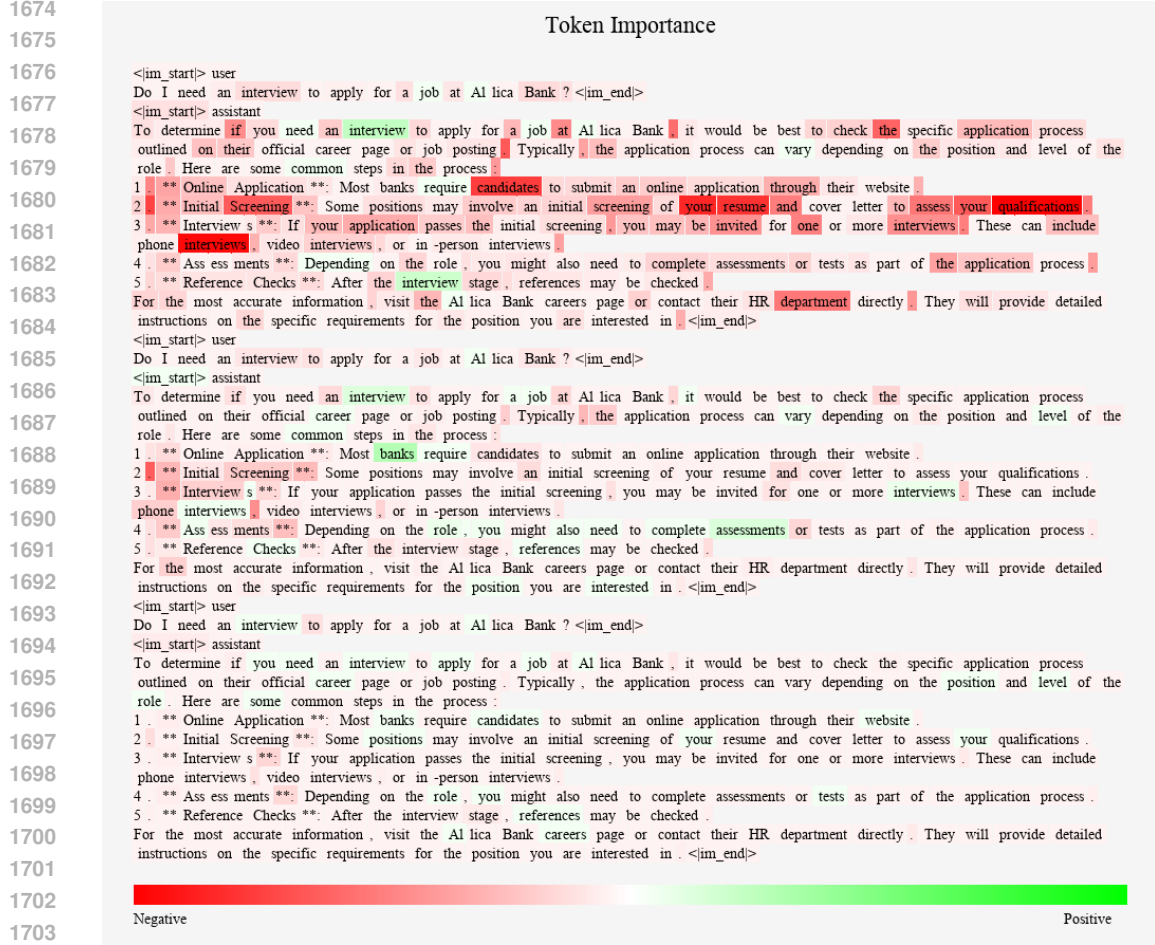 1674
Token Importance
1675
1676 <|im_start|> user
Do I need an interview to apply for a job at Al lica Bank ? <|im_end|>
1677 <|im_start|> assistant
1678 To determine if you need an interview to apply for a job at Al lica Bank , it would be best to check the specific application process
outlined on their official career page or job posting . Typically , the application process can vary depending on the position and level of the
1679 role . Here are some common steps in the process :
1 . ** Online Application **: Most banks require candidates to submit an online application through their website .
1680 2 . ** Initial Screening **: Some positions may involve an initial screening of your resume and cover letter to assess your qualifications .
1681 3 . ** Interview s **: If your application passes the initial screening , you may be invited for one or more interviews . These can include
phone interviews , video interviews , or in -person interviews .
1682 4 . ** Ass ess ments **: Depending on the role , you might also need to complete assessments or tests as part of the application process .
1683 5 . ** Reference Checks **: After the interview stage , references may be checked .
For the most accurate information , visit the Al lica Bank careers page or contact their HR department directly . They will provide detailed
1684 instructions on the specific requirements for the position you are interested in . <|im_end|>
<|im_start|> user
1685 Do I need an interview to apply for a job at Al lica Bank ? <|im_end|>
1686 <|im_start|> assistant
To determine if you need an interview to apply for a job at Al lica Bank , it would be best to check the specific application process
1687 outlined on their official career page or job posting . Typically , the application process can vary depending on the position and level of the
role . Here are some common steps in the process :
1688 1 . ** Online Application **: Most banks require candidates to submit an online application through their website .
1689 2 . ** Initial Screening **: Some positions may involve an initial screening of your resume and cover letter to assess your qualifications .
3 . ** Interview s **: If your application passes the initial screening , you may be invited for one or more interviews . These can include
1690 phone interviews , video interviews , or in -person interviews .
4 . ** Ass ess ments **: Depending on the role , you might also need to complete assessments or tests as part of the application process .
1691 5 . ** Reference Checks **: After the interview stage , references may be checked .
1692 For the most accurate information , visit the Al lica Bank careers page or contact their HR department directly . They will provide detailed
instructions on the specific requirements for the position you are interested in . <|im_end|>
1693 <|im_start|> user
Do I need an interview to apply for a job at Al lica Bank ? <|im_end|>
1694 <|im_start|> assistant
1695 To determine if you need an interview to apply for a job at Al lica Bank , it would be best to check the specific application process
outlined on their official career page or job posting . Typically , the application process can vary depending on the position and level of the
1696 role . Here are some common steps in the process :
1 . ** Online Application **: Most banks require candidates to submit an online application through their website .
1697 2 . ** Initial Screening **: Some positions may involve an initial screening of your resume and cover letter to assess your qualifications .
3 . ** Interview s **: If your application passes the initial screening , you may be invited for one or more interviews . These can include
1698 phone interviews , video interviews , or in -person interviews .
1699 4 . ** Ass ess ments **: Depending on the role , you might also need to complete assessments or tests as part of the application process .
5 . ** Reference Checks **: After the interview stage , references may be checked .
1700 For the most accurate information , visit the Al lica Bank careers page or contact their HR department directly . They will provide detailed
1701 instructions on the specific requirements for the position you are interested in . <|im_end|>
1702
1703 Negative Positive